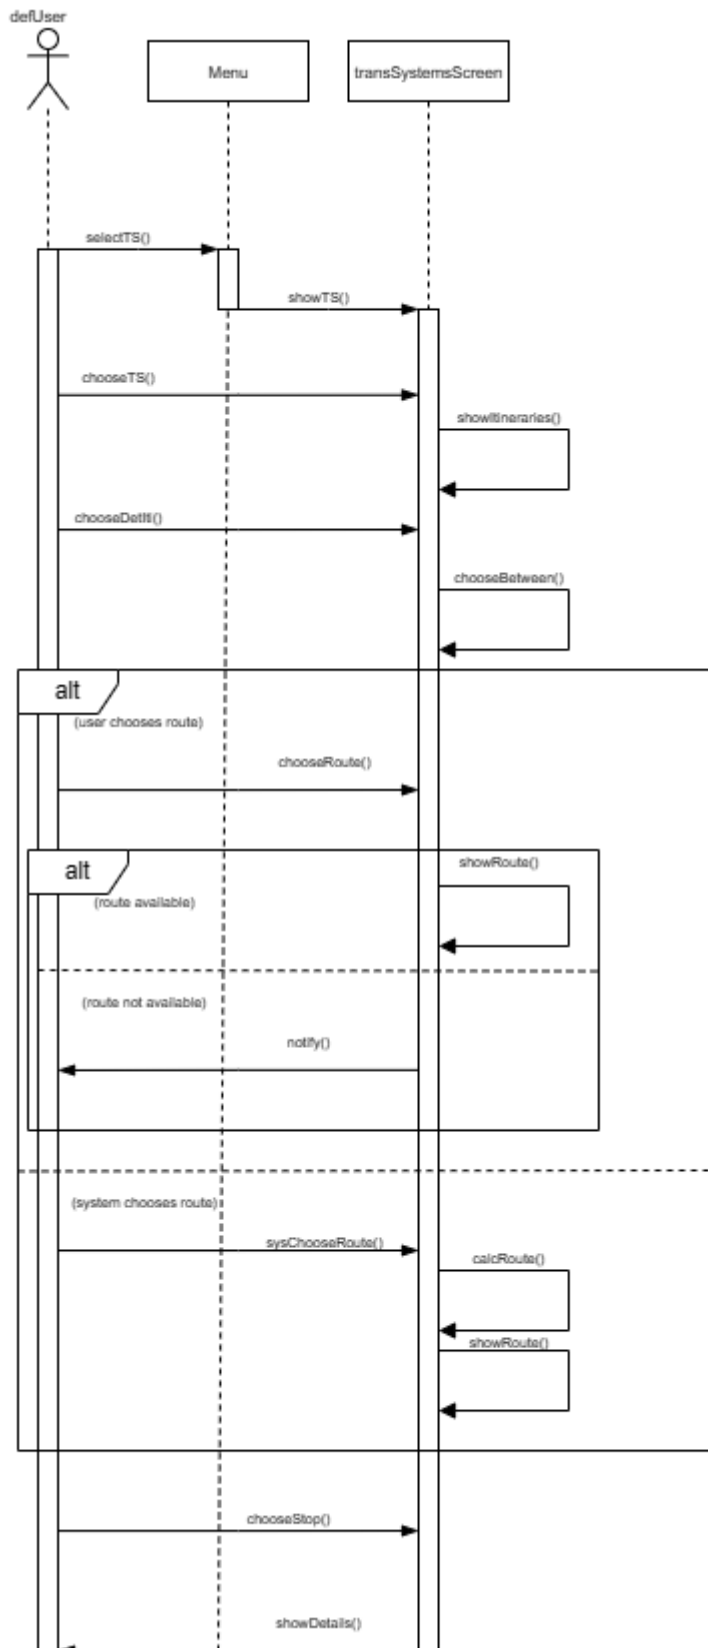 defUser
Menu
transSystemsScreen
selectTS()
showTS()
chooseTS()
showItineraries()
chooseDetIti()
chooseBetween()
alt
(user chooses route)
chooseRoute()
alt
showRoute()
(route available)
(route not available)
notify()
(system chooses route)
sysChooseRoute()
calcRoute()
showRoute()
chooseStop()
showDetails()